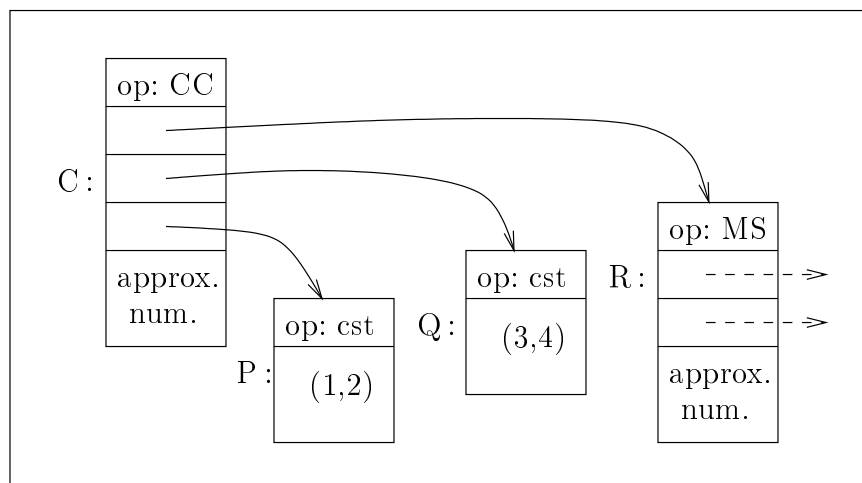 op: CC
C:
approx.
num.
op: cst
P:
(1,2)
op: cst
Q:
(3,4)
op: MS
R:
approx.
num.